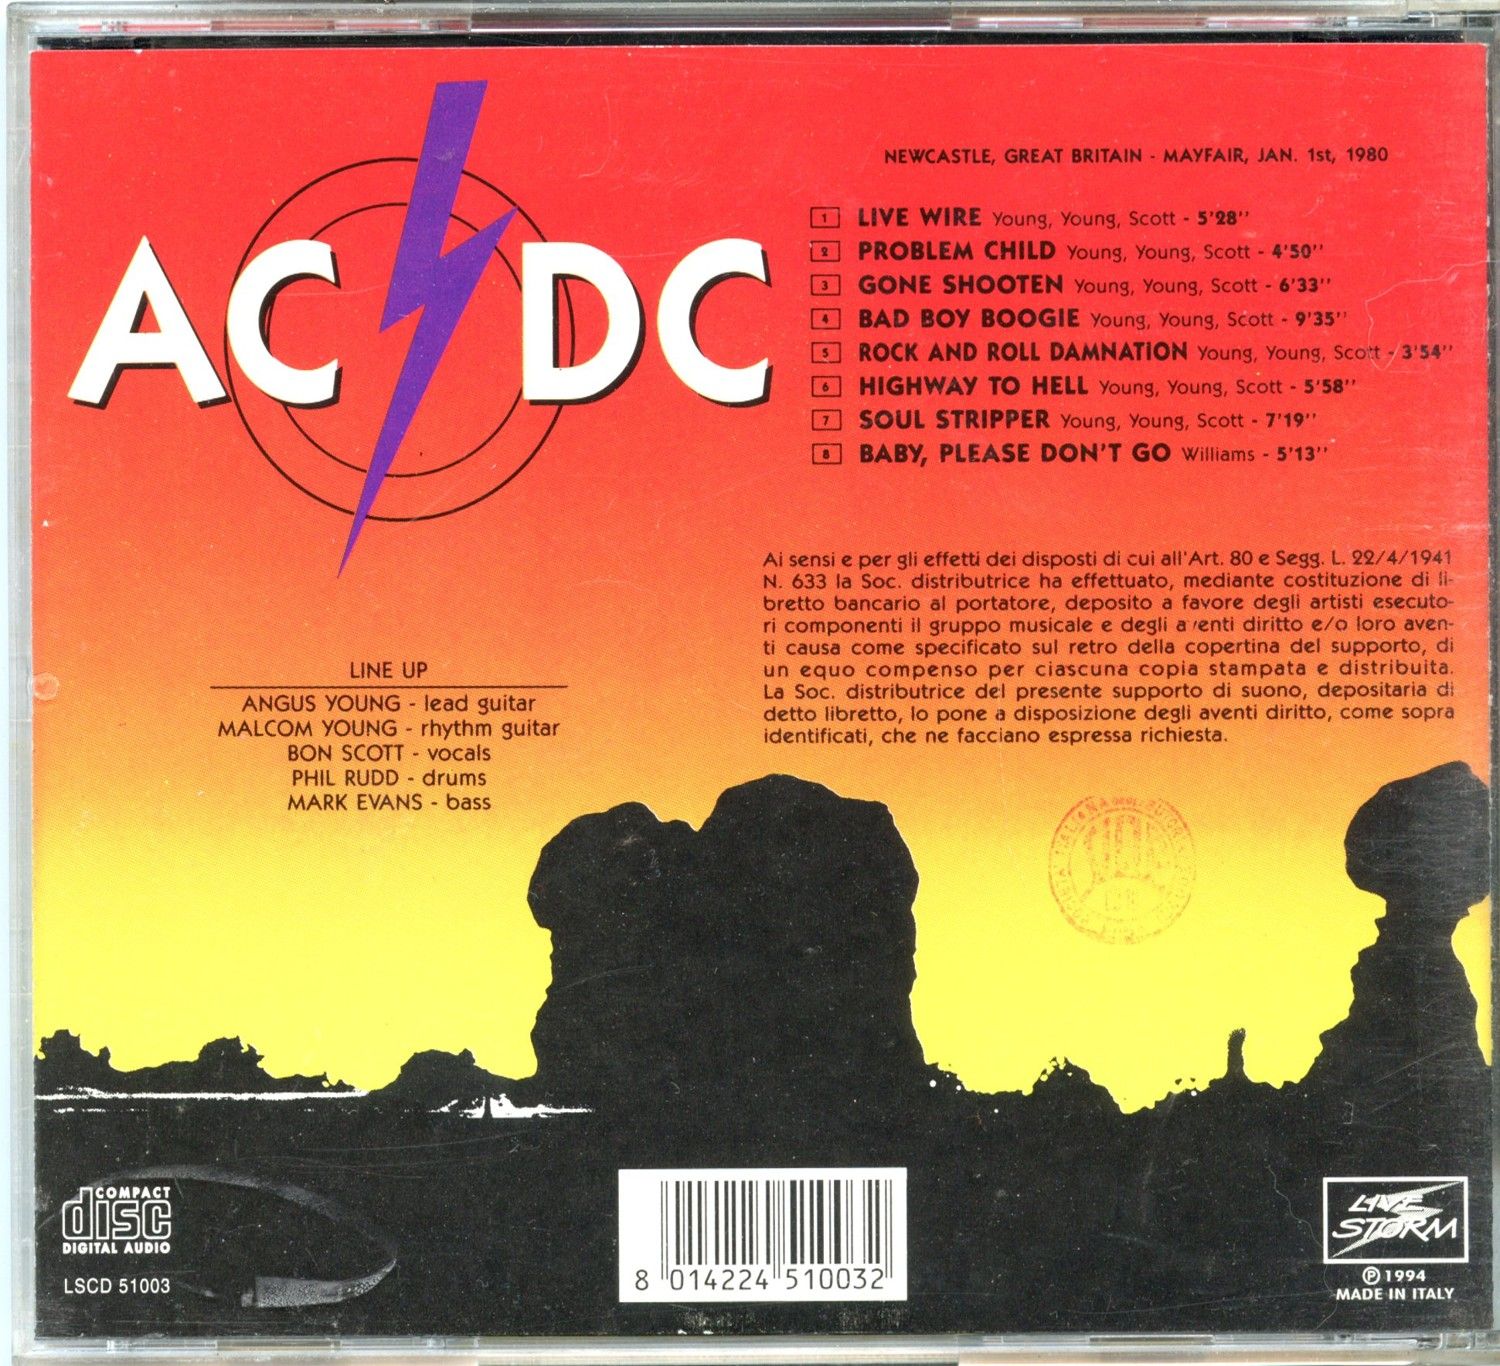 AC DC
NEWCASTLE, GREAT BRITAIN - MAYFAIR, JAN. 1st, 1980
1 LIVE WIRE Young, Young, Scott - 5'28''
2 PROBLEM CHILD Young, Young, Scott - 4'50''
3 GONE SHOOTEN Young, Young, Scott - 6'33''
4 BAD BOY BOOGIE Young, Young, Scott - 9'35''
5 ROCK AND ROLL DAMNATION Young, Young, Scott - 3'54''
6 HIGHWAY TO HELL Young, Young, Scott - 5'58''
7 SOUL STRIPPER Young, Young, Scott - 7'19''
8 BABY, PLEASE DON'T GO Williams - 5'13''
Ai sensi e per gli effetti dei disposti di cui all'Art. 80 e Segg. L. 22/4/1941
N. 633 la Soc. distributrice ha effettuato, mediante costituzione di li-
bretto bancario al portatore, deposito a favore degli artisti esecuto-
ri componenti il gruppo musicale e degli aventi diritto e/o loro aven-
ti causa come specificato sul retro della copertina del supporto, di
un equo compenso per ciascuna copia stampata e distribuita.
La Soc. distributrice del presente supporto di suono, depositaria di
detto libretto, lo pone a disposizione degli aventi diritto, come sopra
identificati, che ne facciano espressa richiesta.
LINE UP
ANGUS YOUNG - lead guitar
MALCOM YOUNG - rhythm guitar
BON SCOTT - vocals
PHIL RUDD - drums
MARK EVANS - bass
COMPACT
disc
DIGITAL AUDIO
LSCD 51003
8 014224 510032
LIVE
STORM
℗ 1994
MADE IN ITALY